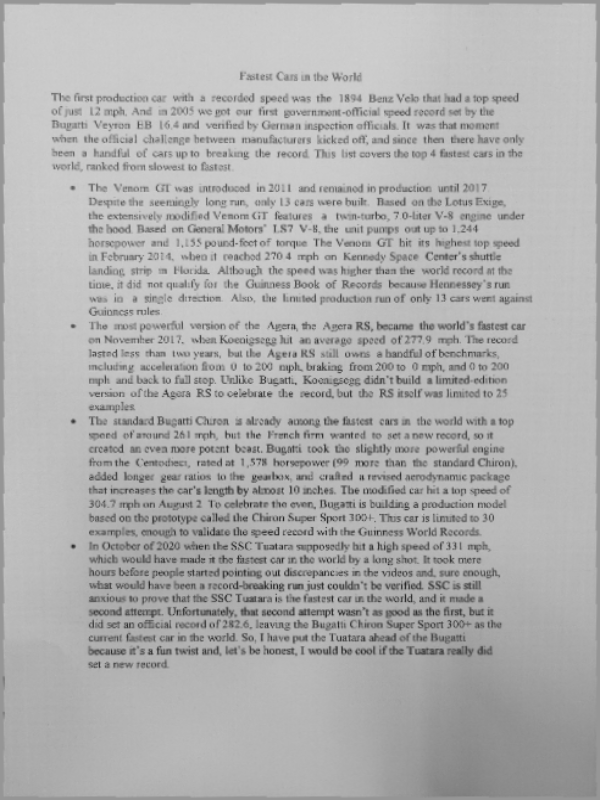 Fastest Cars in the World
The first production car with a recorded speed was the 1894 Benz Velo that had a top speed
of just 12 mph. And in 2005 we got our first government-official speed record set by the
Bugatti Veyron EB 16.4 and verified by German inspection officials. It was that moment
when the official challenge between manufacturers kicked off, and since then there have only
been a handful of cars up to breaking the record. This list covers the top 4 fastest cars in the
world, ranked from slowest to fastest.
• The Venom GT was introduced in 2011 and remained in production until 2017.
Despite the seemingly long run, only 13 cars were built. Based on the Lotus Exige,
the extensively modified Venom GT features a twin-turbo, 7.0-liter V-8 engine under
the hood. Based on General Motors' LS7 V-8, the unit pumps out up to 1,244
horsepower and 1,155 pound-feet of torque. The Venom GT hit its highest top speed
in February 2014, when it reached 270.4 mph on Kennedy Space Center's shuttle
landing strip in Florida. Although the speed was higher than the world record at the
time, it did not qualify for the Guinness Book of Records because Hennessey's run
was in a single direction. Also, the limited production run of only 13 cars went against
Guinness rules.
• The most powerful version of the Agera, the Agera RS, became the world's fastest car
on November 2017, when Koenigsegg hit an average speed of 277.9 mph. The record
lasted less than two years, but the Agera RS still owns a handful of benchmarks,
including acceleration from 0 to 200 mph, braking from 200 to 0 mph, and 0 to 200
mph and back to full stop. Unlike Bugatti, Koenigsegg didn't build a limited-edition
version of the Agera RS to celebrate the record, but the RS itself was limited to 25
examples.
• The standard Bugatti Chiron is already among the fastest cars in the world with a top
speed of around 261 mph, but the French firm wanted to set a new record, so it
created an even more potent beast. Bugatti took the slightly more powerful engine
from the Centodieci, rated at 1,578 horsepower (99 more than the standard Chiron),
added longer gear ratios to the gearbox, and crafted a revised aerodynamic package
that increases the car's length by almost 10 inches. The modified car hit a top speed of
304.7 mph on August 2. To celebrate the even, Bugatti is building a production model
based on the prototype called the Chiron Super Sport 300+. This car is limited to 30
examples, enough to validate the speed record with the Guinness World Records.
• In October of 2020 when the SSC Tuatara supposedly hit a high speed of 331 mph,
which would have made it the fastest car in the world by a long shot. It took mere
hours before people started pointing out discrepancies in the videos and, sure enough,
what would have been a record-breaking run just couldn't be verified. SSC is still
anxious to prove that the SSC Tuatara is the fastest car in the world, and it made a
second attempt. Unfortunately, that second attempt wasn't as good as the first, but it
did set an official record of 282.6, leaving the Bugatti Chiron Super Sport 300+ as the
current fastest car in the world. So, I have put the Tuatara ahead of the Bugatti
because it's a fun twist and, let's be honest, I would be cool if the Tuatara really did
set a new record.